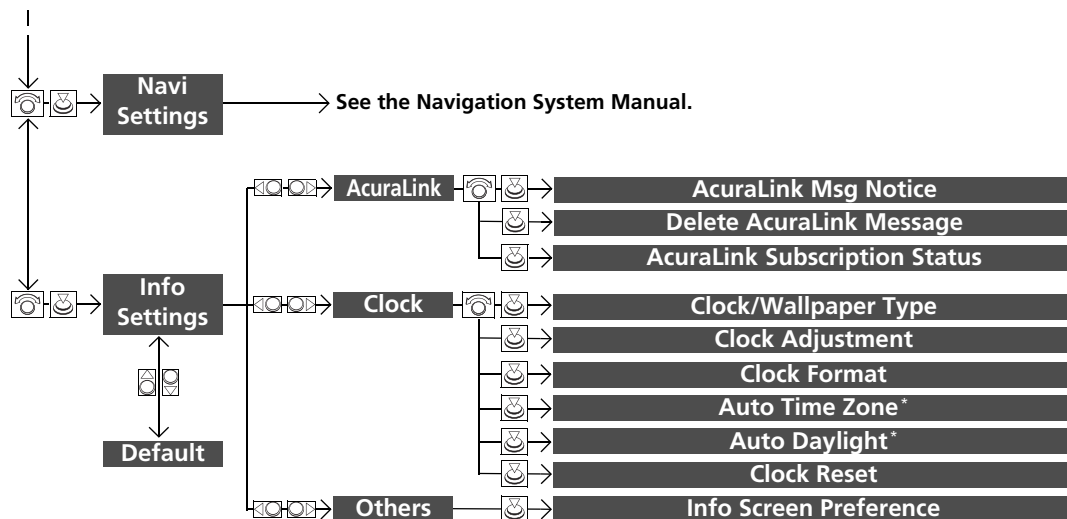 Navi
Settings
See the Navigation System Manual.
AcuraLink
AcuraLink Msg Notice
Delete AcuraLink Message
AcuraLink Subscription Status
Info
Settings
Clock
Clock/Wallpaper Type
Clock Adjustment
Clock Format
Auto Time Zone*
Auto Daylight*
Clock Reset
Default
Others
Info Screen Preference